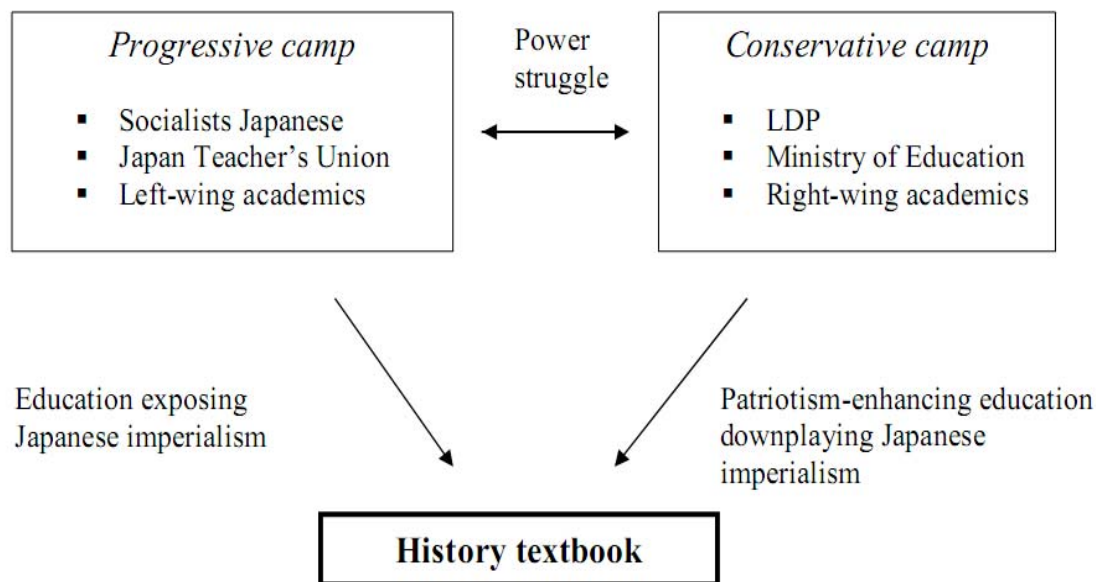 Progressive camp
▪ Socialists Japanese
▪ Japan Teacher's Union
▪ Left-wing academics
Power
struggle
Conservative camp
▪ LDP
▪ Ministry of Education
▪ Right-wing academics
Education exposing
Japanese imperialism
Patriotism-enhancing education
downplaying Japanese
imperialism
History textbook